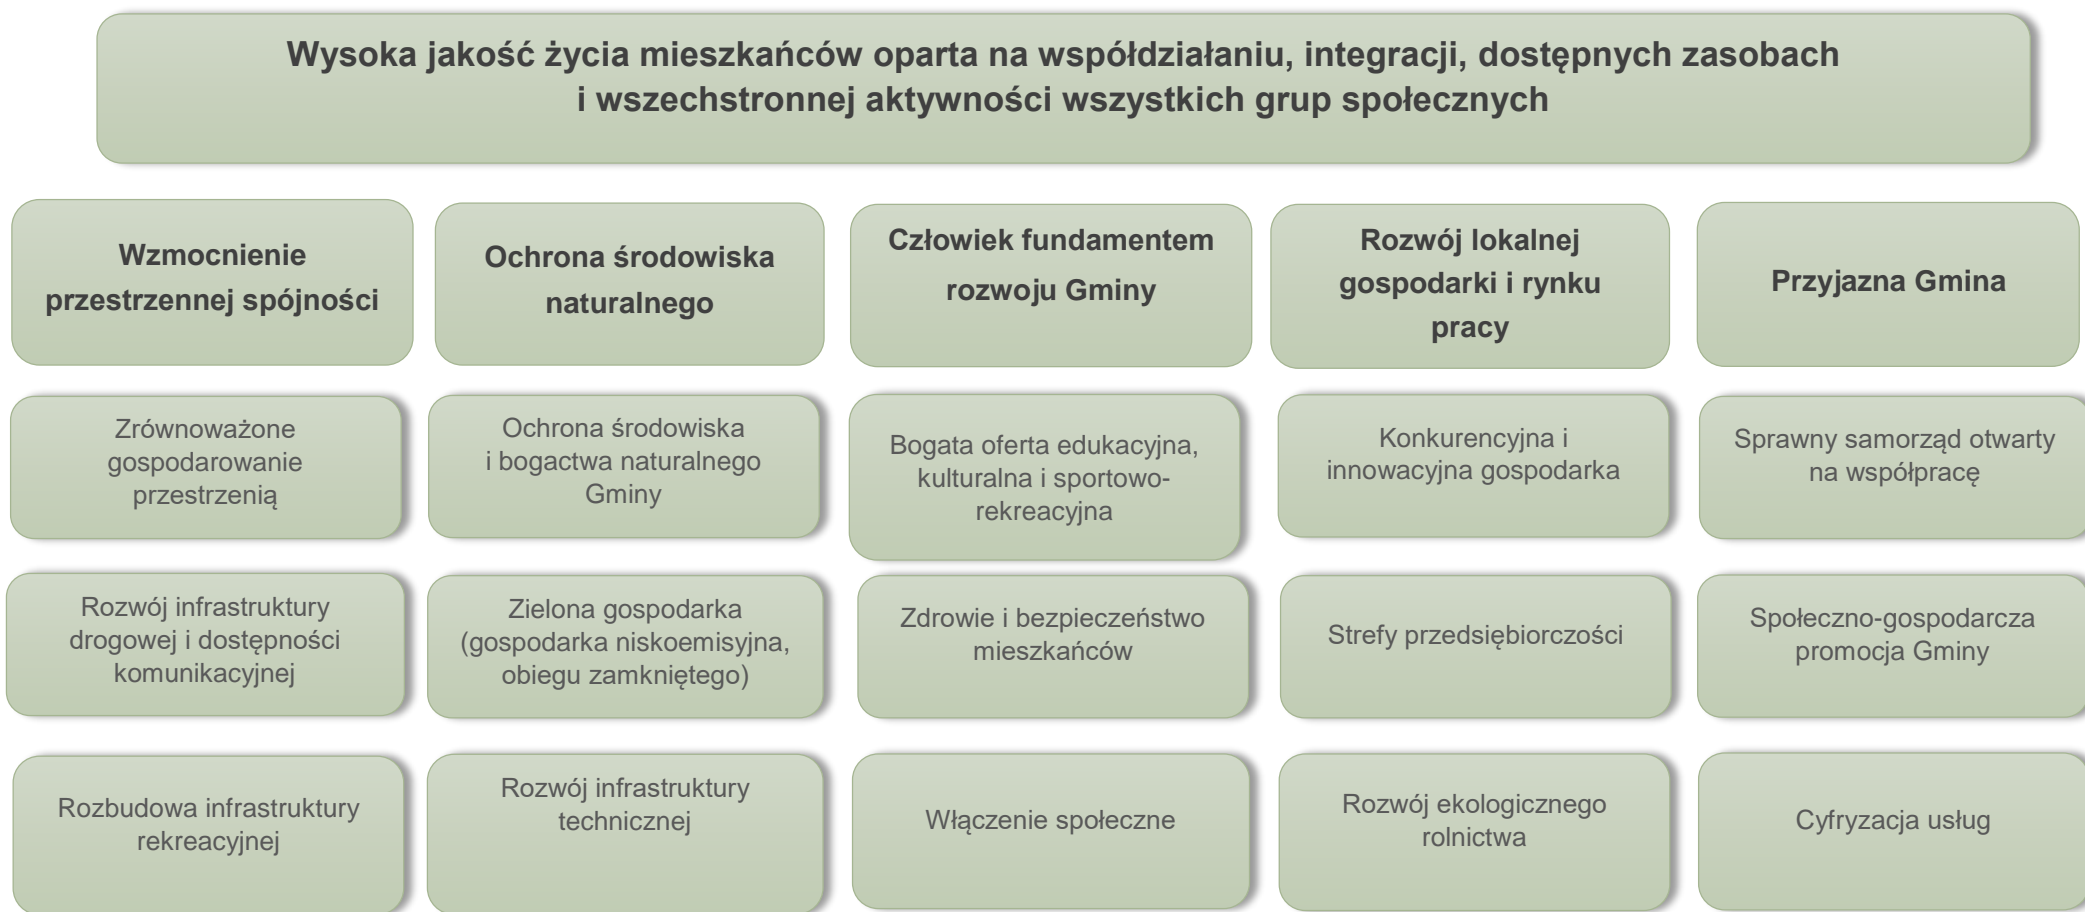 Wysoka jakość życia mieszkańców oparta na współdziałaniu, integracji, dostępnych zasobach
i wszechstronnej aktywności wszystkich grup społecznych
Wzmocnienie
przestrzennej spójności
Ochrona środowiska
naturalnego
Człowiek fundamentem
rozwoju Gminy
Rozwój lokalnej
gospodarki i rynku
pracy
Przyjazna Gmina
Zrównoważone
gospodarowanie
przestrzenią
Ochrona środowiska
i bogactwa naturalnego
Gminy
Bogata oferta edukacyjna,
kulturalna i sportowo-
rekreacyjna
Konkurencyjna i
innowacyjna gospodarka
Sprawny samorząd otwarty
na współpracę
Rozwój infrastruktury
drogowej i dostępności
komunikacyjnej
Zielona gospodarka
(gospodarka niskoemisyjna,
obiegu zamkniętego)
Zdrowie i bezpieczeństwo
mieszkańców
Strefy przedsiębiorczości
Społeczno-gospodarcza
promocja Gminy
Rozbudowa infrastruktury
rekreacyjnej
Rozwój infrastruktury
technicznej
Włączenie społeczne
Rozwój ekologicznego
rolnictwa
Cyfryzacja usług